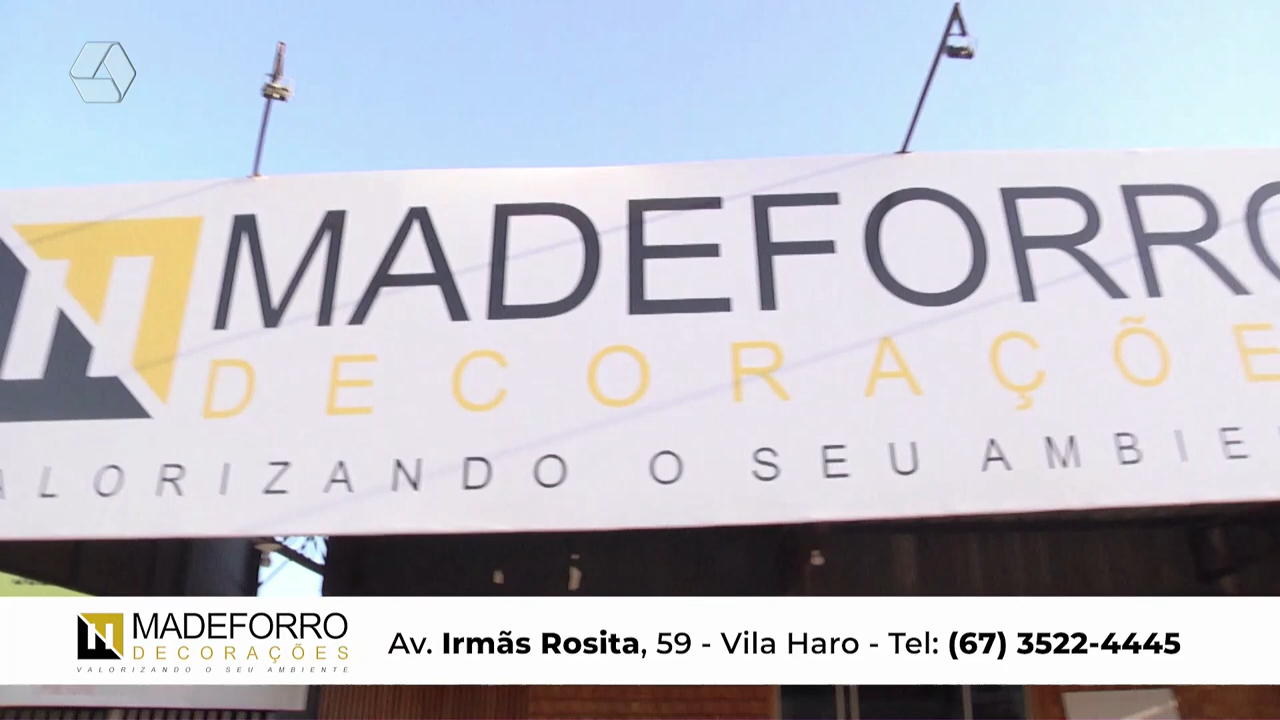 MADEFORRO
DECORAÇÕE
ALORIZANDO O SEU AMBIE
MADEFORRO
DECORAÇÕES
VALORIZANDO O SEU AMBIENTE
Av. Irmãs Rosita, 59 - Vila Haro - Tel: (67) 3522-4445